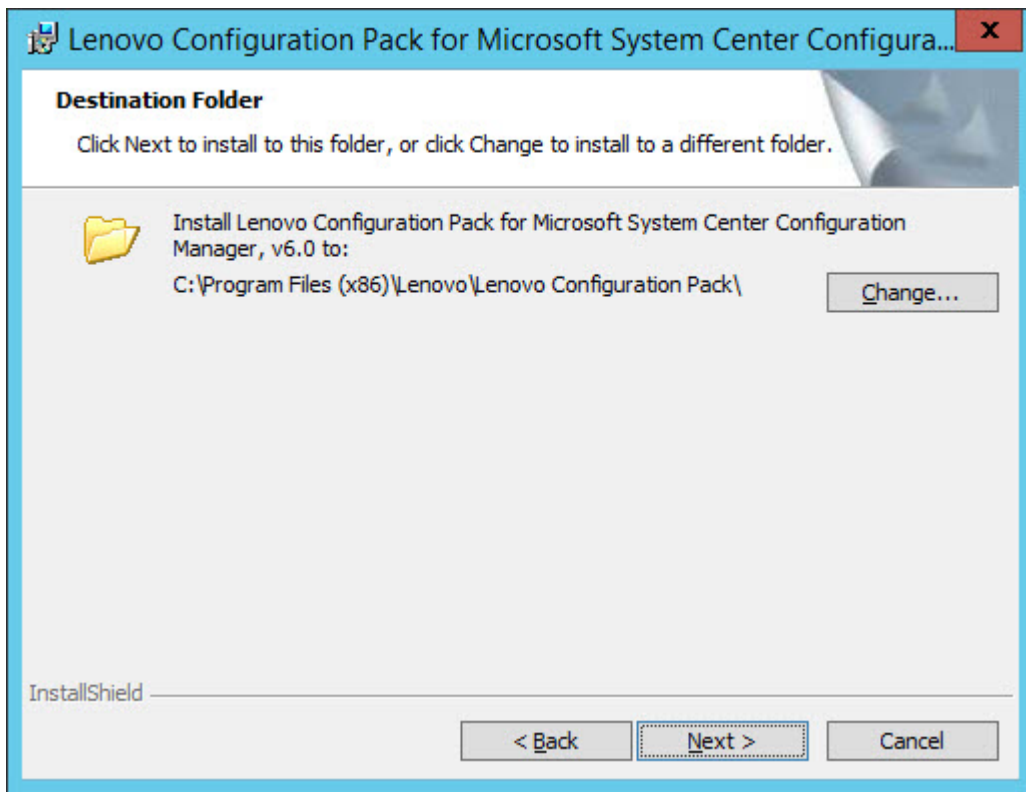 Lenovo Configuration Pack for Microsoft System Center Configura...
x
Destination Folder
Click Next to install to this folder, or click Change to install to a different folder.
Install Lenovo Configuration Pack for Microsoft System Center Configuration
Manager, v6.0 to:
C:\Program Files (x86)\Lenovo\Lenovo Configuration Pack\
Change...
InstallShield
< Back
Next >
Cancel